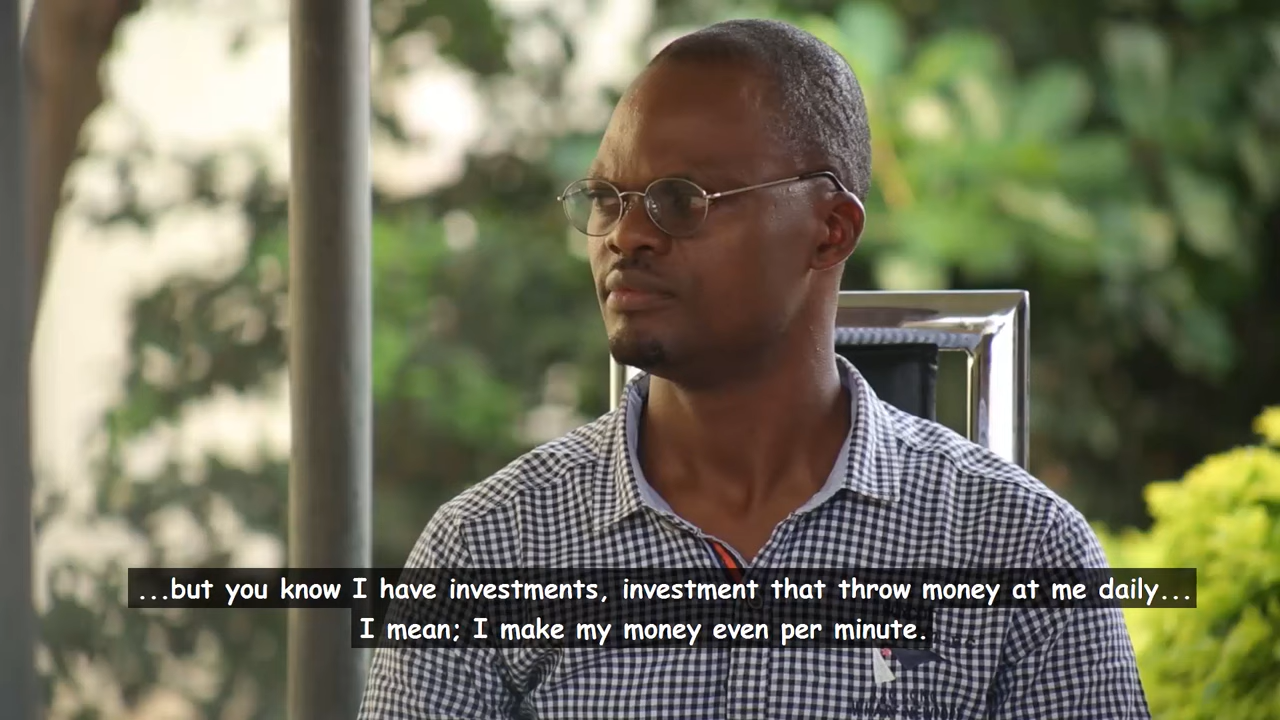 ...but you know I have investments, investment that throw money at me daily...
I mean; I make my money even per minute.